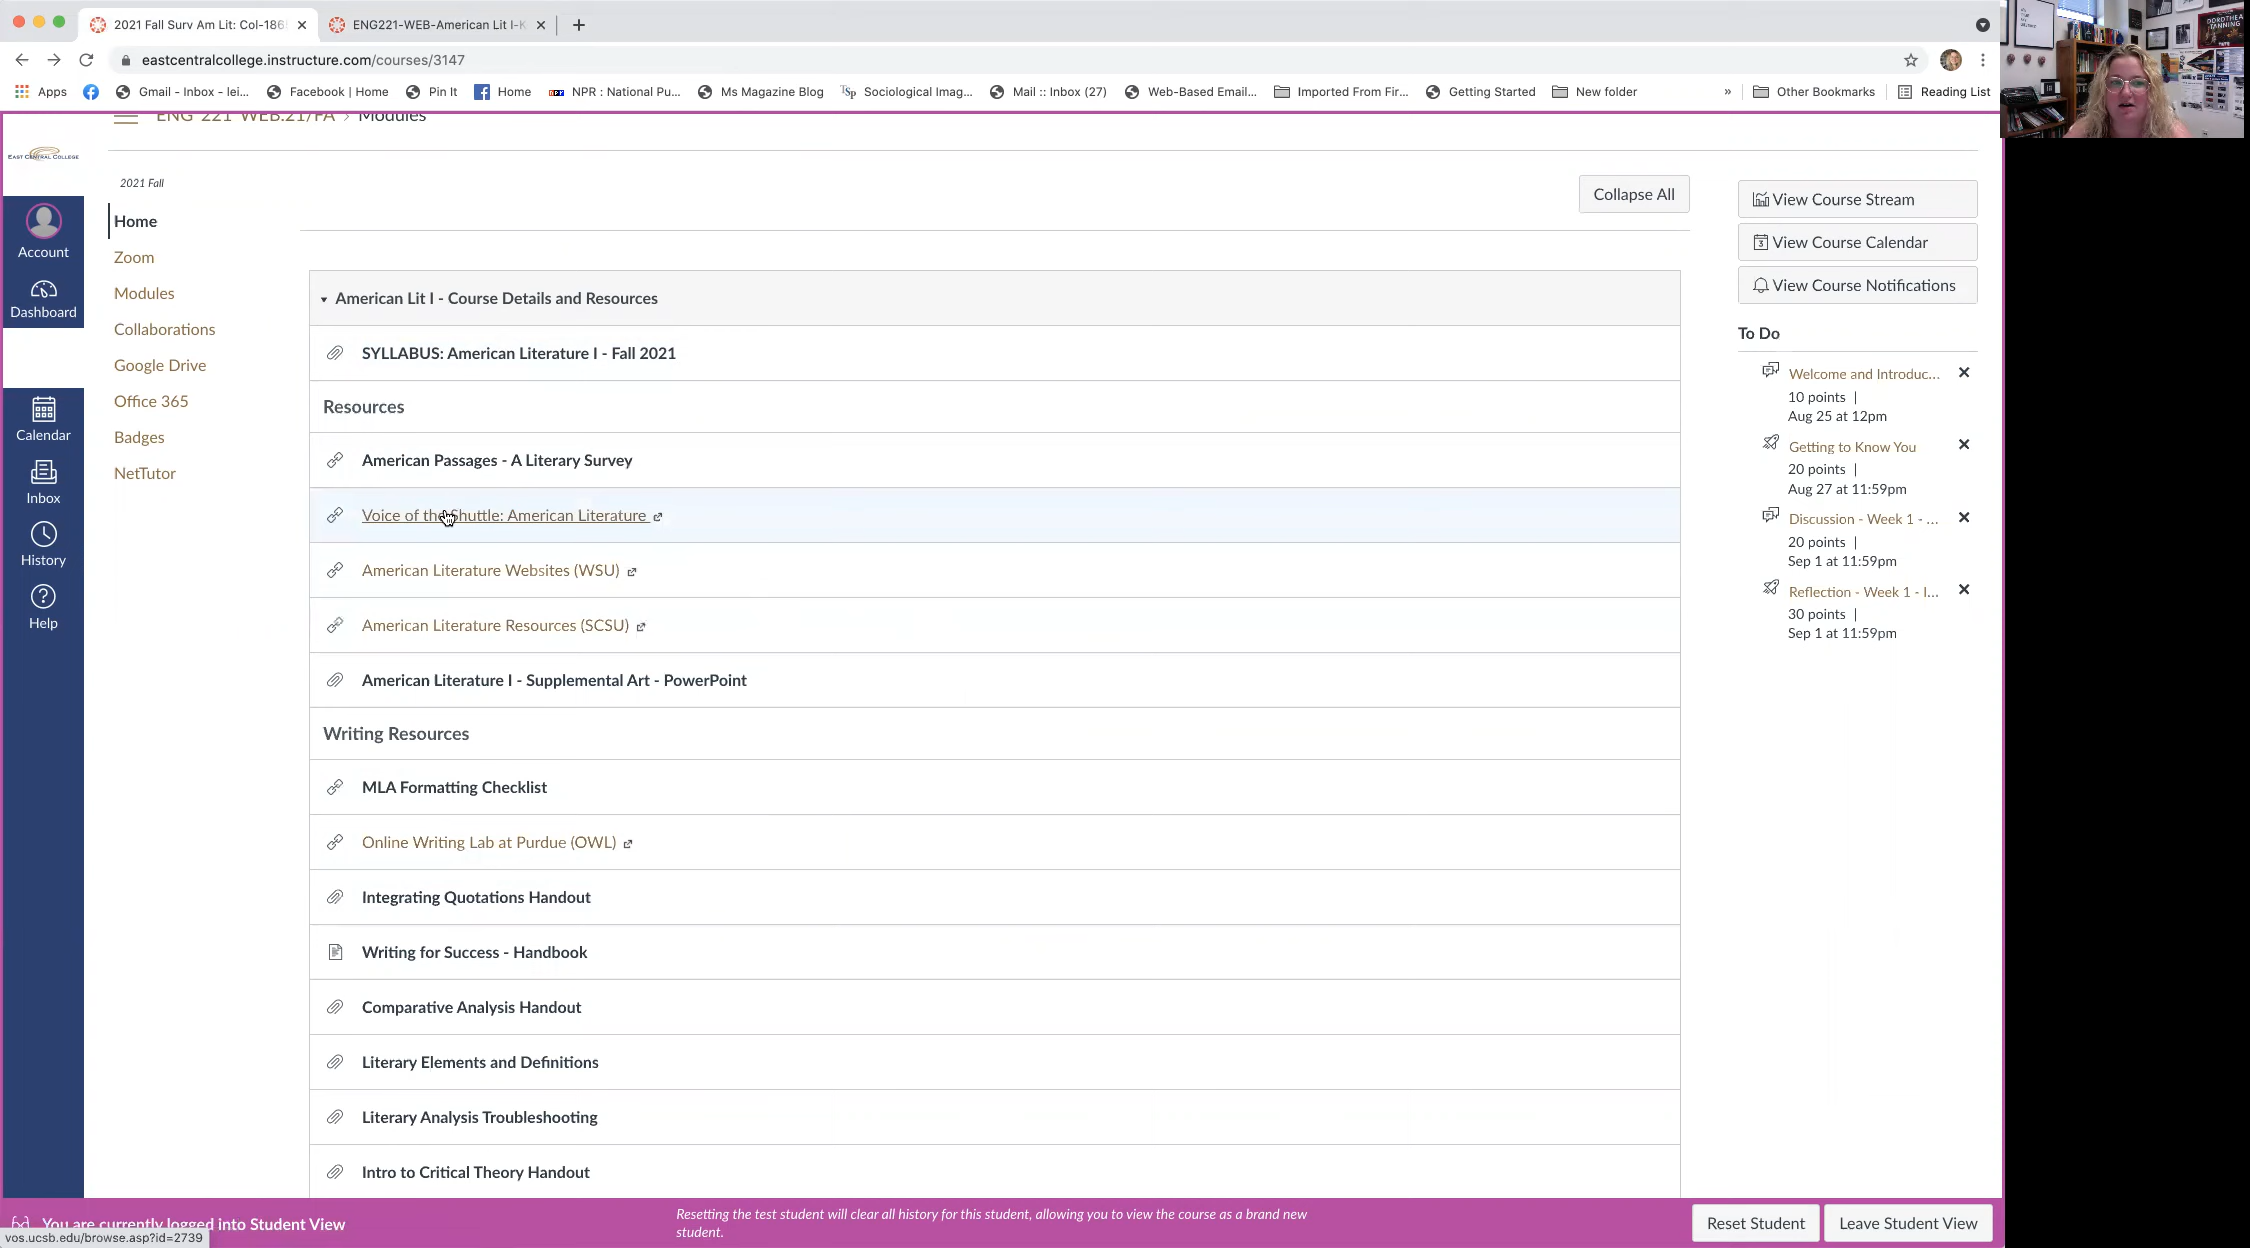 2021 Fall Surv Am Lit: Col-186
ENG221-WEB-American Lit I-K
eastcentralcollege.instructure.com/courses/3147
Apps
Gmail - Inbox - lei...
Facebook | Home
Pin It
Home
NPR : National Pu...
Ms Magazine Blog
TSp
Sociological Imag...
Mail :: Inbox (27)
Web-Based Email...
Imported From Fir...
Getting Started
New folder
»
Other Bookmarks
Reading List
DOROTHEA
TANNING
ENG 221 WEB.21/FA > Modules
EAST CENTRAL COLLEGE
2021 Fall
Home
Zoom
Modules
Collaborations
Google Drive
Office 365
Badges
NetTutor
Account
Dashboard
Calendar
Inbox
History
Help
Collapse All
American Lit I - Course Details and Resources
SYLLABUS: American Literature I - Fall 2021
Resources
American Passages - A Literary Survey
Voice of the Shuttle: American Literature
American Literature Websites (WSU)
American Literature Resources (SCSU)
American Literature I - Supplemental Art - PowerPoint
Writing Resources
MLA Formatting Checklist
Online Writing Lab at Purdue (OWL)
Integrating Quotations Handout
Writing for Success - Handbook
Comparative Analysis Handout
Literary Elements and Definitions
Literary Analysis Troubleshooting
Intro to Critical Theory Handout
View Course Stream
3 View Course Calendar
View Course Notifications
To Do
Welcome and Introduc...
10 points |
Aug 25 at 12pm
Getting to Know You
20 points |
Aug 27 at 11:59pm
Discussion - Week 1 - ...
20 points |
Sep 1 at 11:59pm
Reflection - Week 1 - I...
30 points |
Sep 1 at 11:59pm
You are currently logged into Student View
Resetting the test student will clear all history for this student, allowing you to view the course as a brand new
student.
Reset Student
Leave Student View
vos.ucsb.edu/browse.asp?id=2739